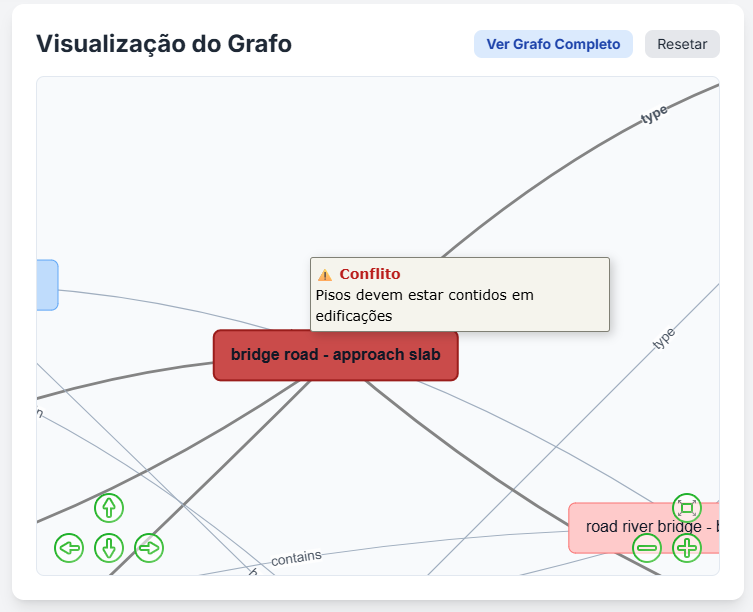 Visualização do Grafo
Ver Grafo Completo
Resetar
type
Conflito
Pisos devem estar contidos em
edificações
type
bridge road - approach slab
road river bridge - b
contains